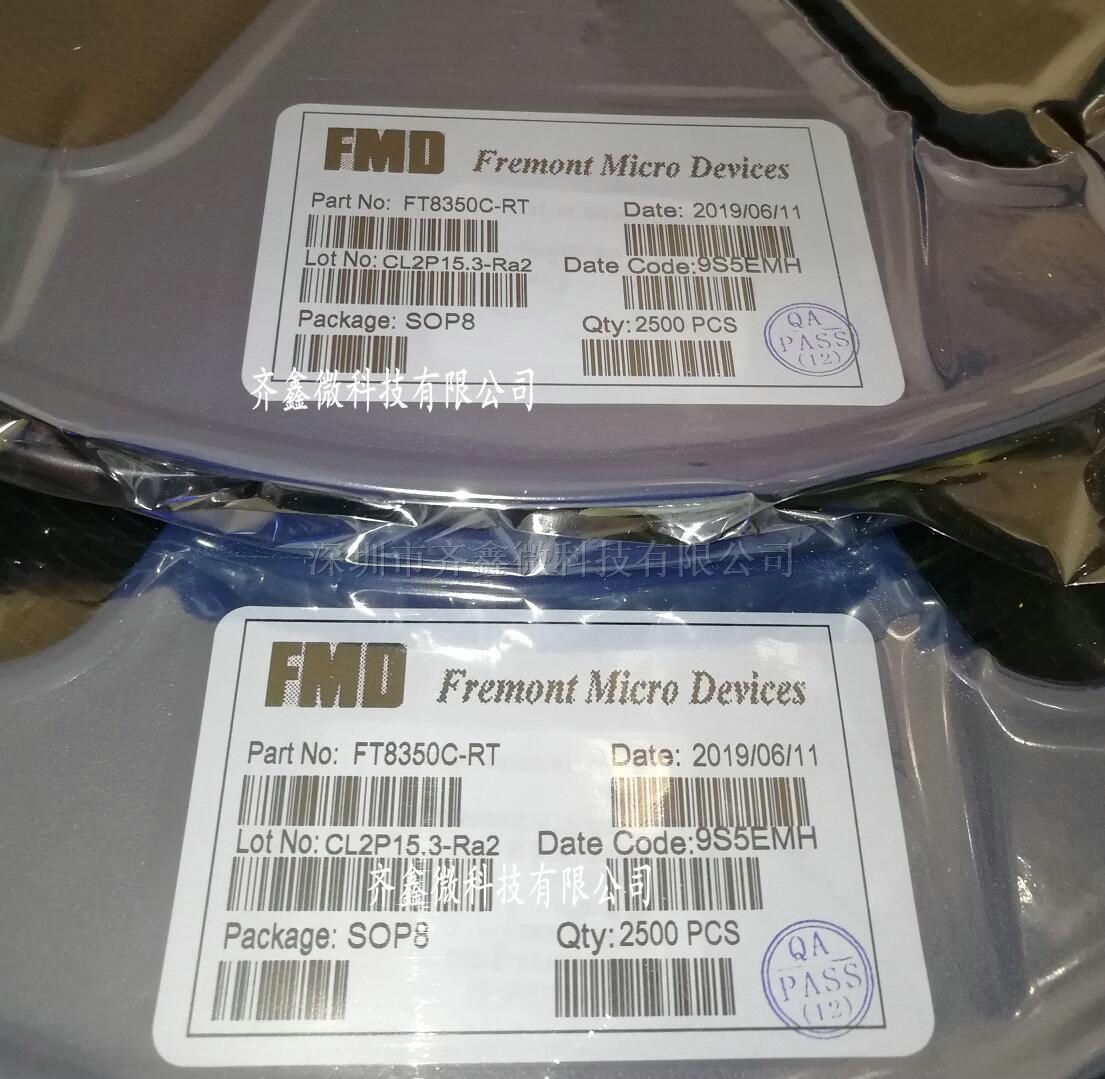 FMD Fremont Micro Devices
Part No: FT8350C-RT Date: 2019/06/11
Lot No: CL2P15.3-Ra2 Date Code:9S5EMH
Package: SOP8 Qty: 2500 PCS
QA
PASS
(12)
齐鑫微科技有限公司
深圳市齐鑫微科技有限公司
FMD Fremont Micro Devices
Part No: FT8350C-RT Date: 2019/06/11
Lot No: CL2P15.3-Ra2 Date Code:9S5EMH
齐鑫微科技有限公司
Package: SOP8 Qty: 2500 PCS
QA
PASS
(12)